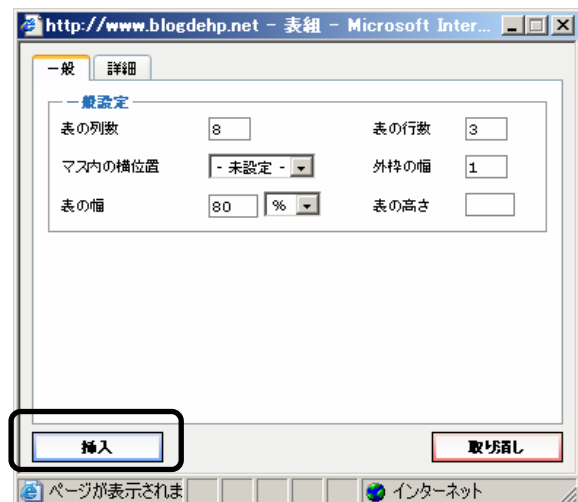 http://www.blogdehp.net - 表組 - Microsoft Inter...
一般 詳細
一般設定
表の列数 8 表の行数 3
マス内の横位置 - 未設定 - 外枠の幅 1
表の幅 80 % 表の高さ
挿入 取り消し
ページが表示されま インターネット